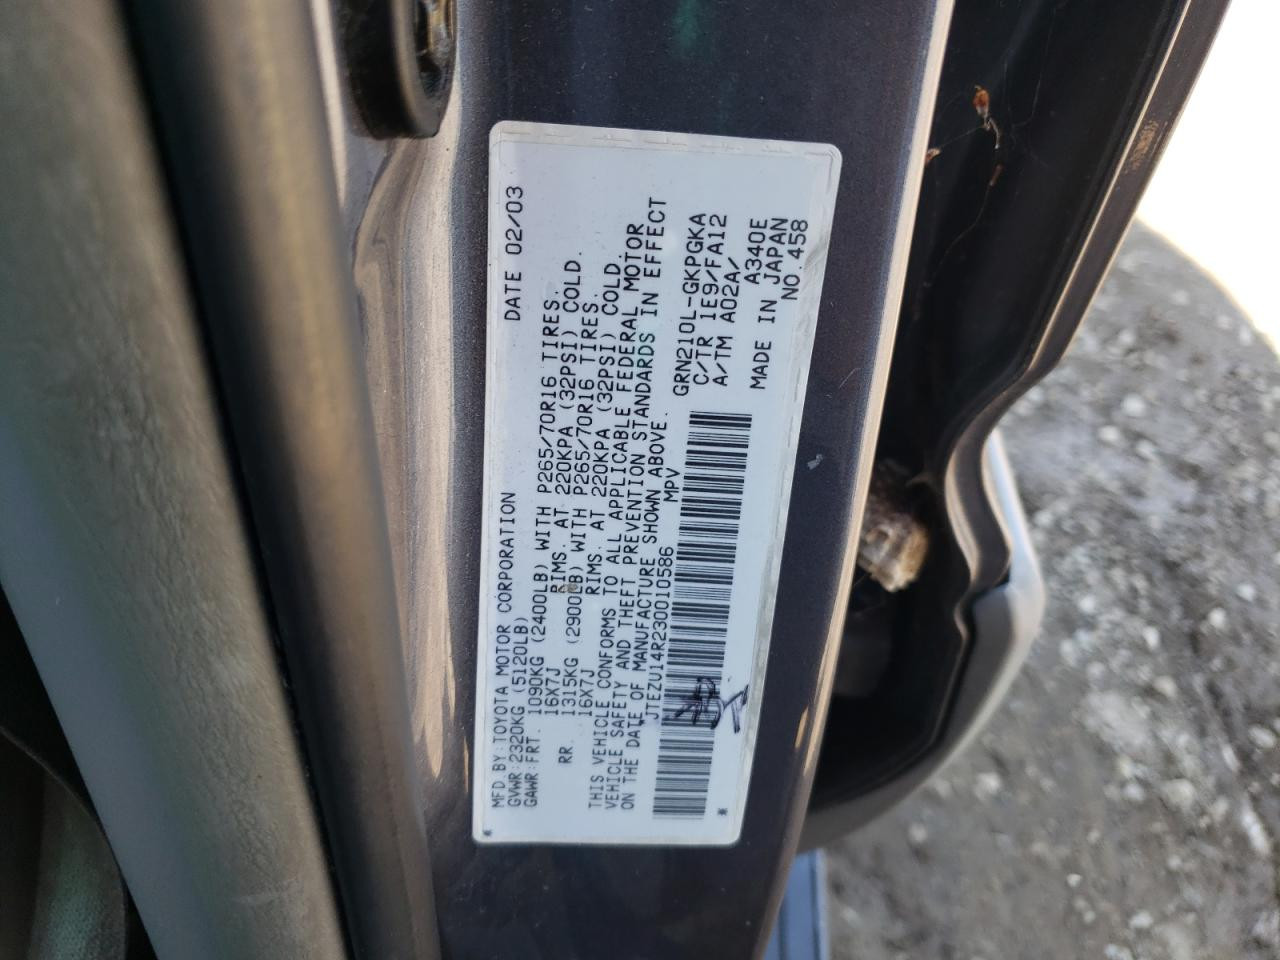 MFD.BY:TOYOTA MOTOR CORPORATION DATE 02/03
GVWR:2320KG (5120LB)
GAWR:FRT. 1090KG (2400LB) WITH P265/70R16 TIRES.
16X7J RIMS. AT 220KPA (32PSI) COLD.
RR. 1315KG (2900LB) WITH P265/70R16 TIRES.
16X7J RIMS. AT 220KPA (32PSI) COLD.
THIS VEHICLE CONFORMS TO ALL APPLICABLE FEDERAL MOTOR
VEHICLE SAFETY AND THEFT PREVENTION STANDARDS IN EFFECT
ON THE DATE OF MANUFACTURE SHOWN ABOVE.
JTEZU14R230010586 MPV
GRN210L-GKPGKA
C/TR 1E9/FA12
A/TM A02A/
A340E
MADE IN JAPAN
NO.458